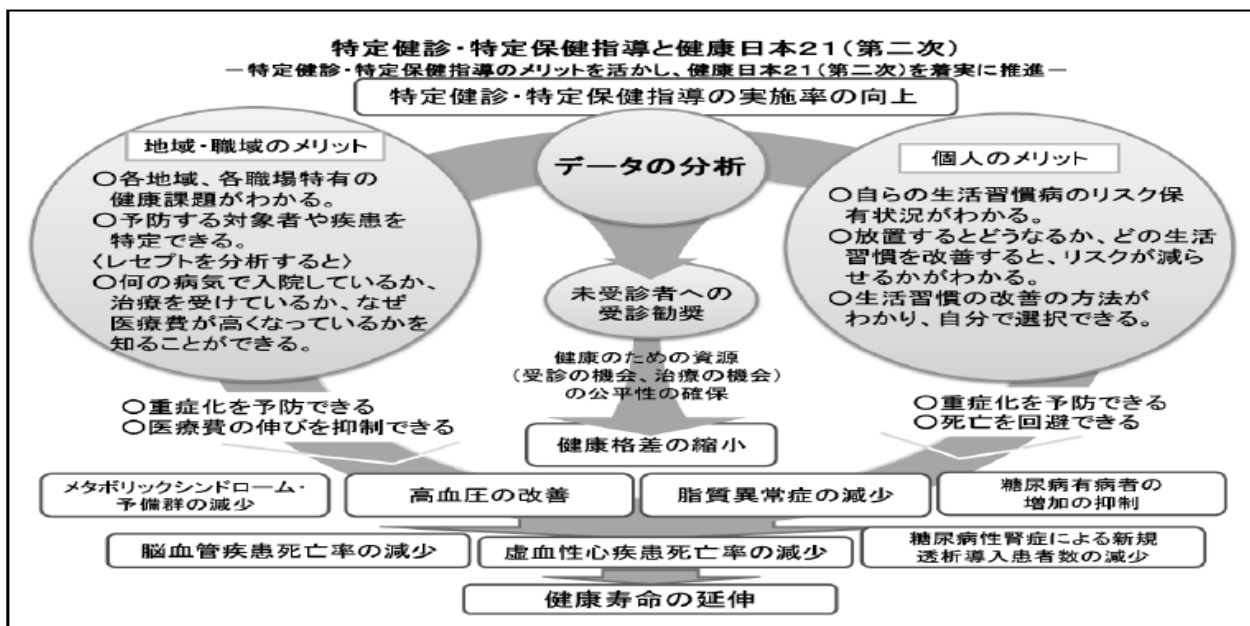 特定健診・特定保健指導と健康日本21(第二次)
－特定健診・特定保健指導のメリットを活かし、健康日本21(第二次)を着実に推進－
特定健診・特定保健指導の実施率の向上
地域・職域のメリット
○各地域、各職場特有の
健康課題がわかる。
○予防する対象者や疾患を
特定できる。
〈レセプトを分析すると〉
○何の病気で入院しているか、
治療を受けているか、なぜ
医療費が高くなっているかを
知ることができる。
データの分析
未受診者への
受診勧奨
健康のための資源
(受診の機会、治療の機会)
の公平性の確保
個人のメリット
○自らの生活習慣病のリスク保
有状況がわかる。
○放置するとどうなるか、どの生活
習慣を改善すると、リスクが減ら
せるかがわかる。
○生活習慣の改善の方法が
わかり、自分で選択できる。
○重症化を予防できる
○医療費の伸びを抑制できる
○重症化を予防できる
○死亡を回避できる
健康格差の縮小
メタボリックシンドローム・
予備群の減少
高血圧の改善
脂質異常症の減少
糖尿病有病者の
増加の抑制
脳血管疾患死亡率の減少
虚血性心疾患死亡率の減少
糖尿病性腎症による新規
透析導入患者数の減少
健康寿命の延伸